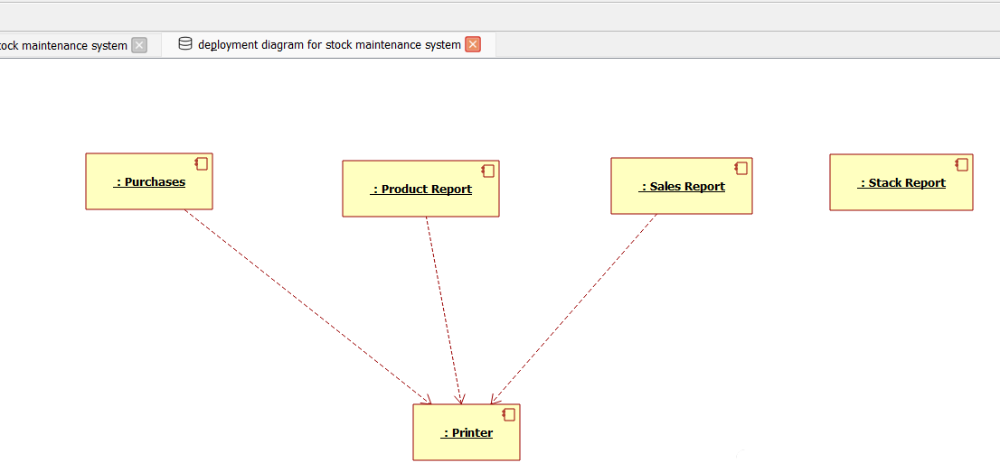 tock maintenance system
deployment diagram for stock maintenance system
: Purchases
: Product Report
: Sales Report
: Stack Report
: Printer